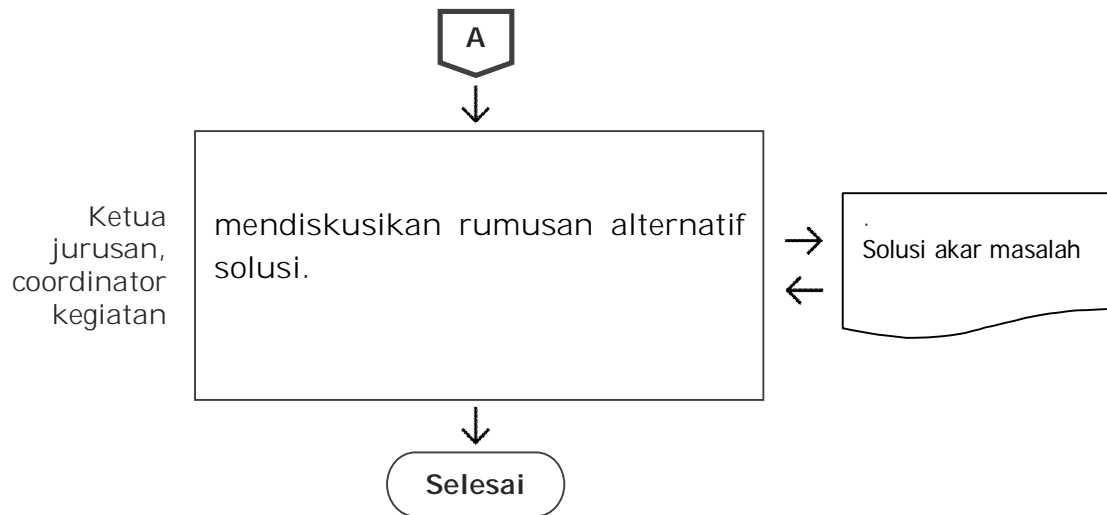 A
Ketua
jurusan,
coordinator
kegiatan
mendiskusikan rumusan alternatif
solusi.
.
Solusi akar masalah
Selesai